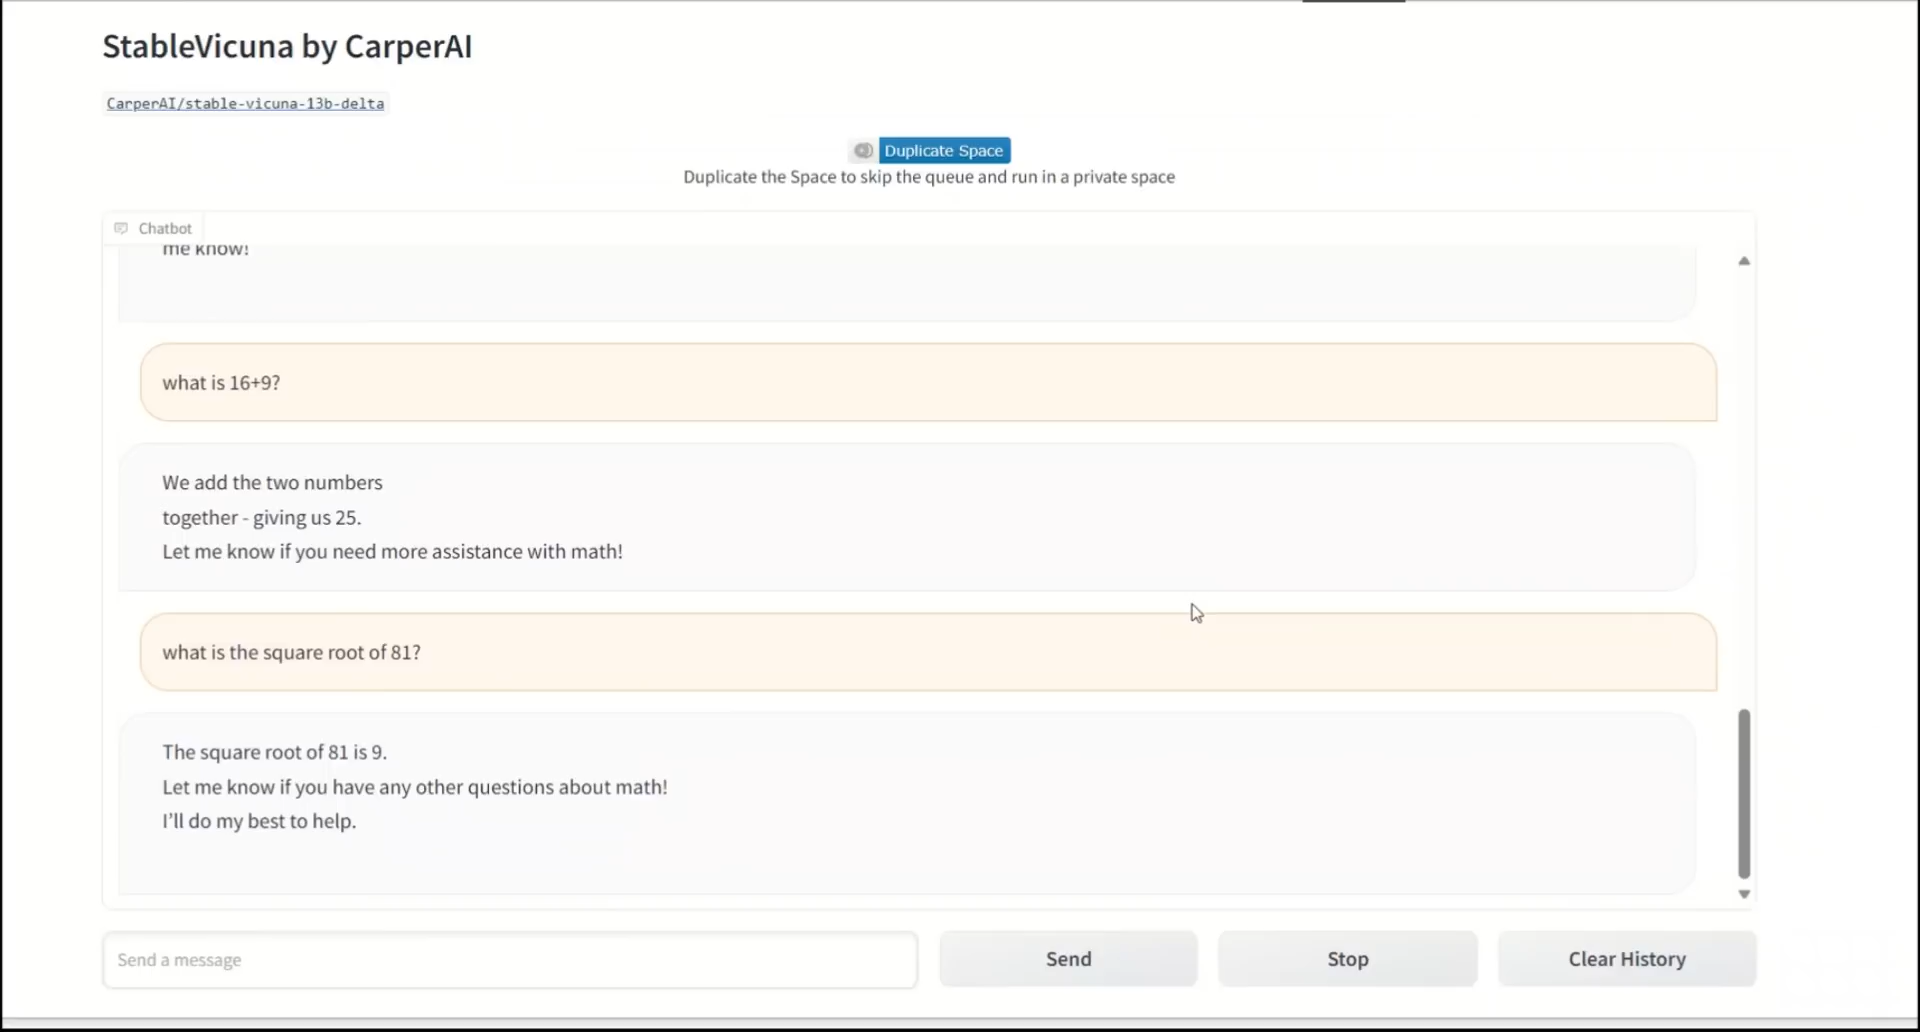 StableVicuna by CarperAI
CarperAI/stable-vicuna-13b-delta
Duplicate Space
Duplicate the Space to skip the queue and run in a private space
Chatbot
me know!
what is 16+9?
We add the two numbers
together - giving us 25.
Let me know if you need more assistance with math!
what is the square root of 81?
The square root of 81 is 9.
Let me know if you have any other questions about math!
I'll do my best to help.
Send a message
Send
Stop
Clear History